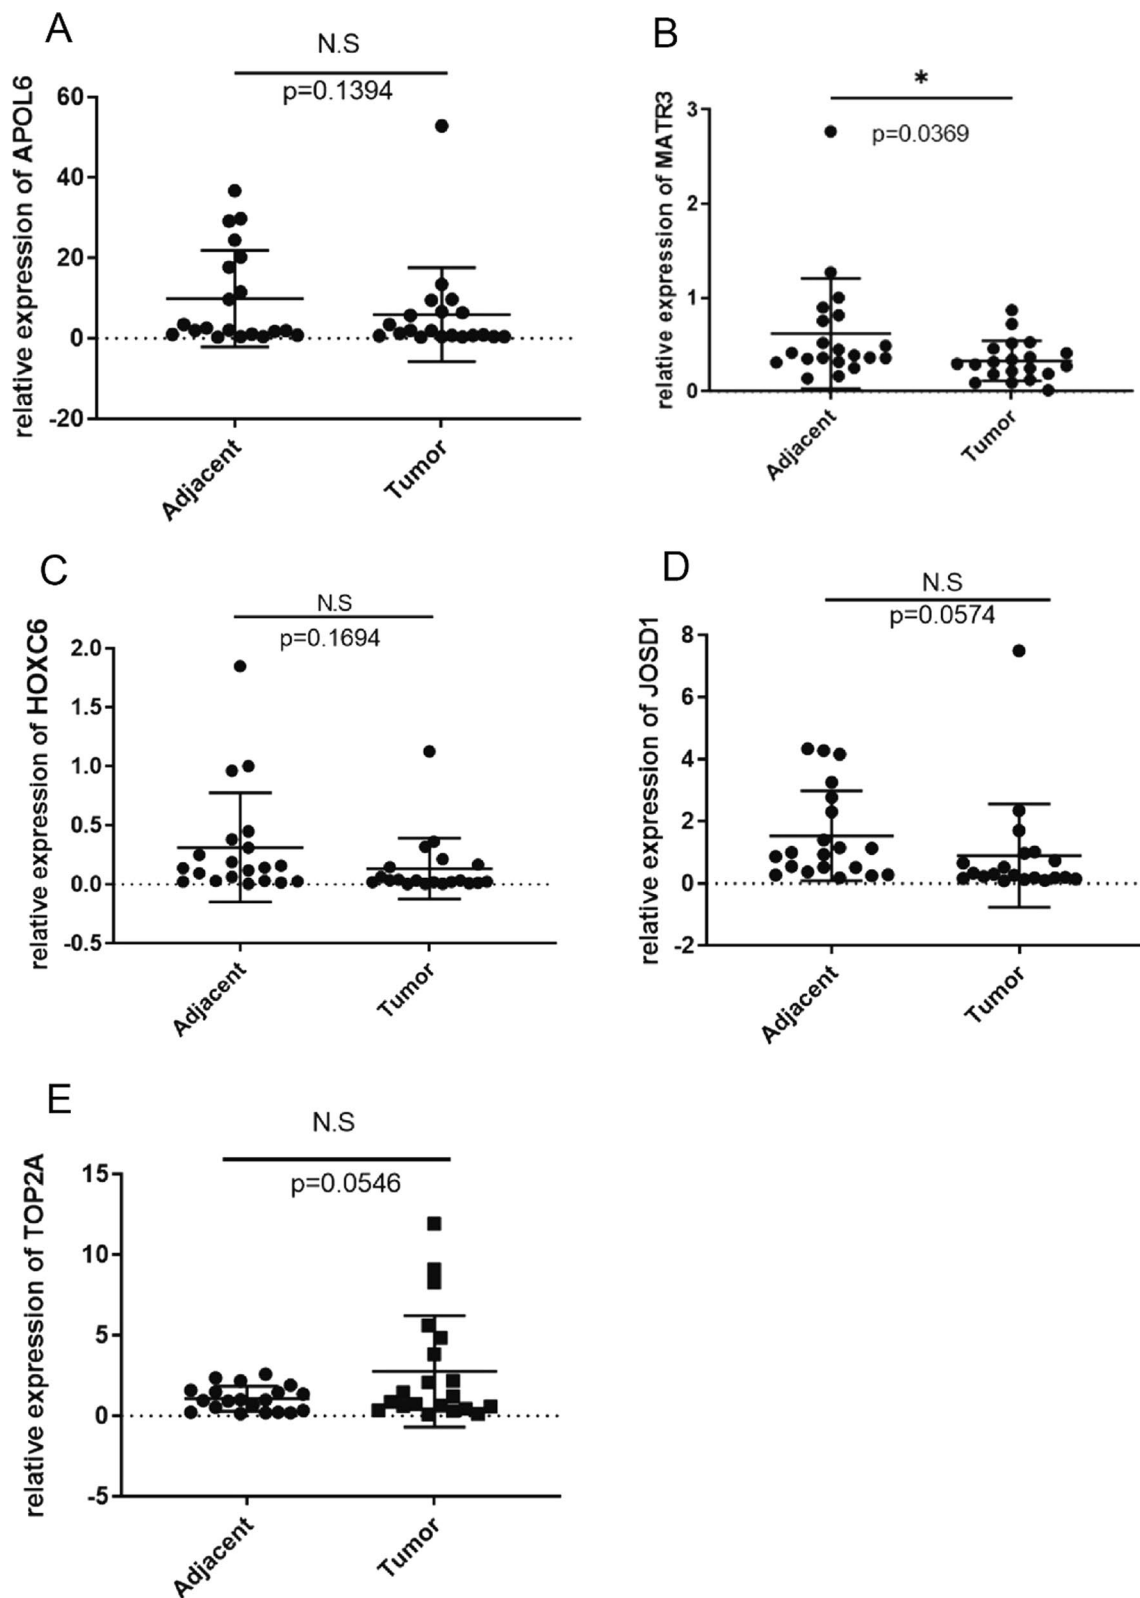 A
N.S
p=0.1394
relative expression of APOL6
60
40
20
0
-20
Adjacent
Tumor
B
*
p=0.0369
relative expression of MATR3
3
2
1
0
Adjacent
Tumor
C
N.S
p=0.1694
relative expression of HOXC6
2.0
1.5
1.0
0.5
0.0
-0.5
Adjacent
Tumor
D
N.S
p=0.0574
relative expression of JOSD1
8
6
4
2
0
-2
Adjacent
Tumor
E
N.S
p=0.0546
relative expression of TOP2A
15
10
5
0
-5
Adjacent
Tumor